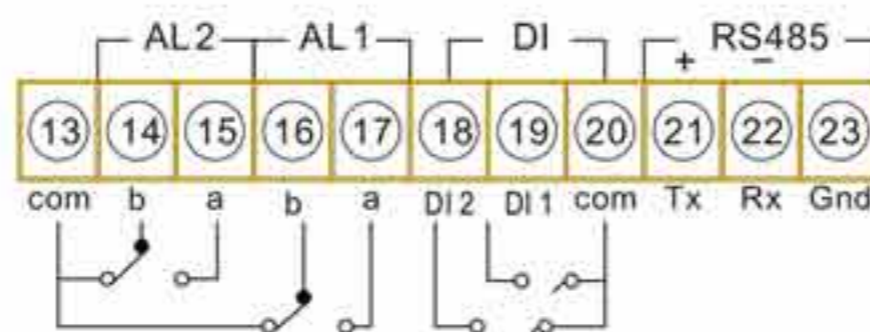 AL2 AL1 DI RS485
+ −
13 14 15 16 17 18 19 20 21 22 23
com b a b a DI2 DI1 com Tx Rx Gnd